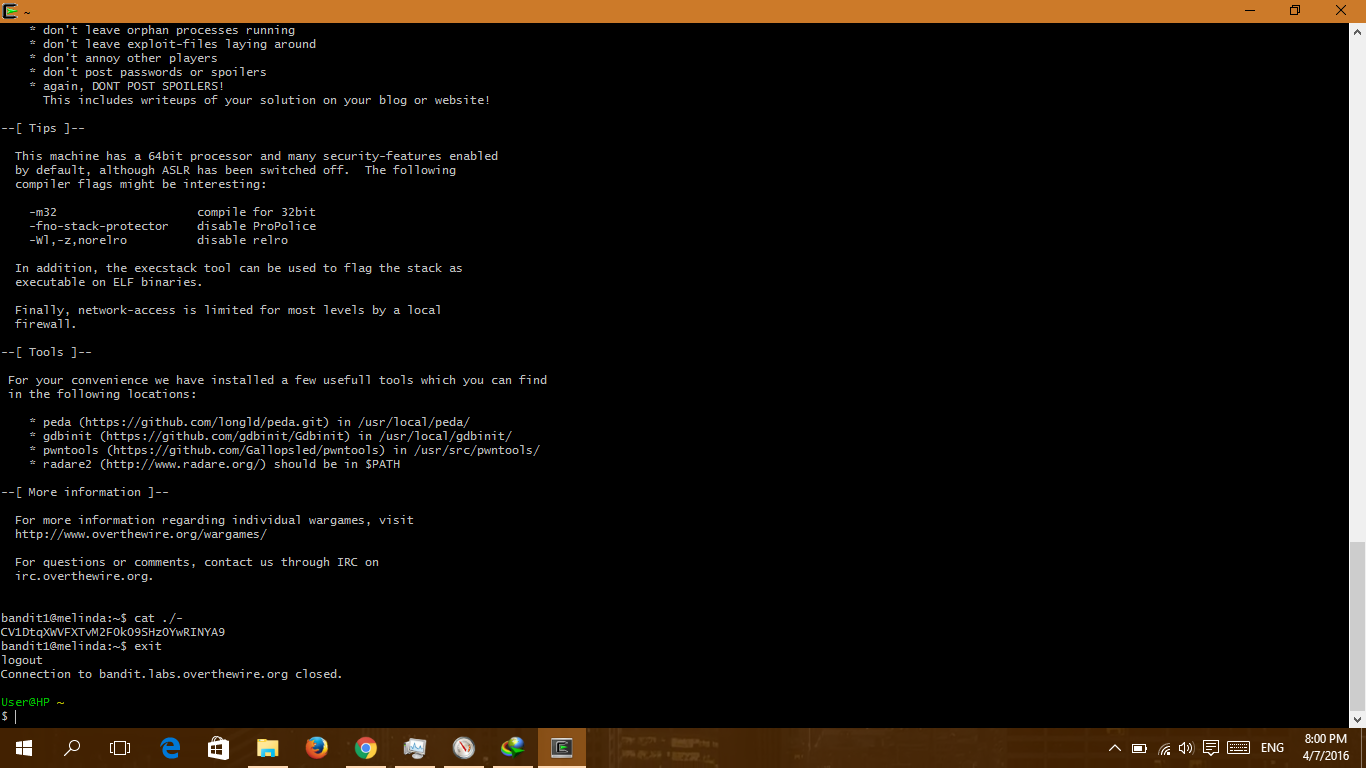 ~
* don't leave orphan processes running
* don't leave exploit-files laying around
* don't annoy other players
* don't post passwords or spoilers
* again, DONT POST SPOILERS!
This includes writeups of your solution on your blog or website!
--[ Tips ]--
This machine has a 64bit processor and many security-features enabled
by default, although ASLR has been switched off.  The following
compiler flags might be interesting:
-m32                    compile for 32bit
-fno-stack-protector    disable ProPolice
-Wl,-z,norelro          disable relro
In addition, the execstack tool can be used to flag the stack as
executable on ELF binaries.
Finally, network-access is limited for most levels by a local
firewall.
--[ Tools ]--
For your convenience we have installed a few usefull tools which you can find
in the following locations:
* peda (https://github.com/longld/peda.git) in /usr/local/peda/
* gdbinit (https://github.com/gdbinit/Gdbinit) in /usr/local/gdbinit/
* pwntools (https://github.com/Gallopsled/pwntools) in /usr/src/pwntools/
* radare2 (http://www.radare.org/) should be in $PATH
--[ More information ]--
For more information regarding individual wargames, visit
http://www.overthewire.org/wargames/
For questions or comments, contact us through IRC on
irc.overthewire.org.
bandit1@melinda:~$ cat ./-
CV1DtqXWVFXTvM2F0k09SHz0YwRINYA9
bandit1@melinda:~$ exit
logout
Connection to bandit.labs.overthewire.org closed.
User@HP ~
$
ENG
8:00 PM
4/7/2016